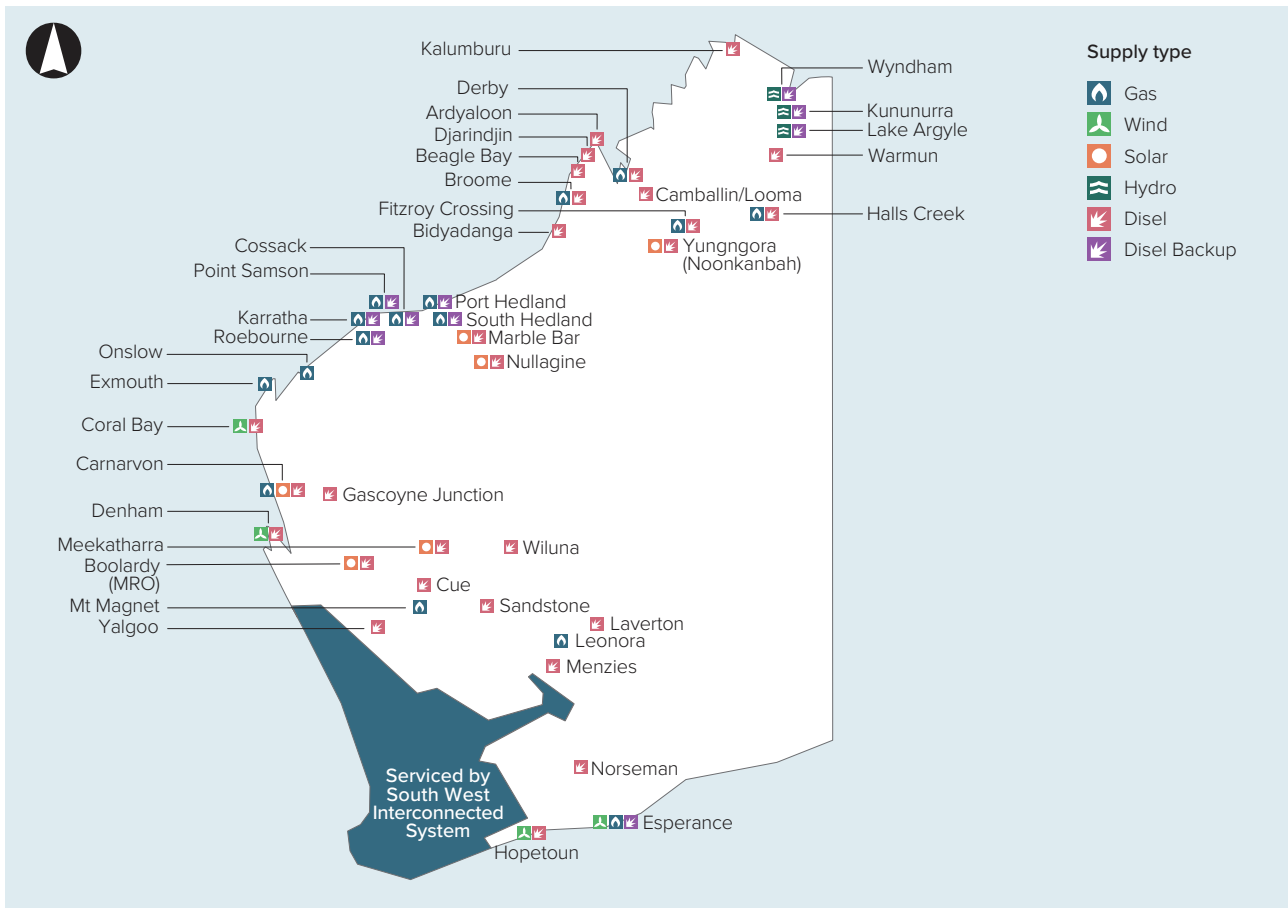 Kalumburu
Derby
Ardyaloon
Djarindjin
Beagle Bay
Broome
Fitzroy Crossing
Bidyadanga
Cossack
Point Samson
Karratha
Roebourne
Onslow
Exmouth
Coral Bay
Carnarvon
Denham
Meekatharra
Boolardy
(MRO)
Mt Magnet
Yalgoo
Wyndham
Kununurra
Lake Argyle
Warmun
Camballin/Looma
Halls Creek
Yungngora
(Noonkanbah)
Port Hedland
South Hedland
Marble Bar
Nullagine
Gascoyne Junction
Wiluna
Cue
Sandstone
Laverton
Leonora
Menzies
Norseman
Esperance
Hopetoun
Serviced by
South West
Interconnected
System
Supply type
Gas
Wind
Solar
Hydro
Disel
Disel Backup